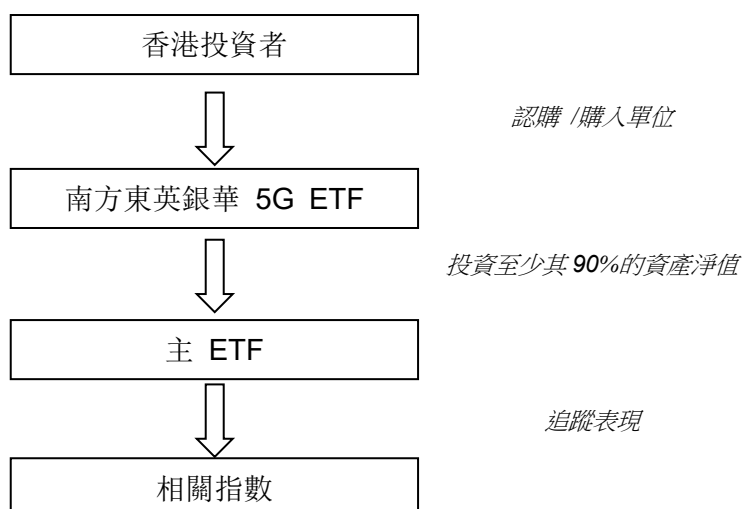 香港投資者
認購 /購入單位
南方東英銀華 5G ETF
投資至少其 90%的資產淨值
主 ETF
追蹤表現
相關指數